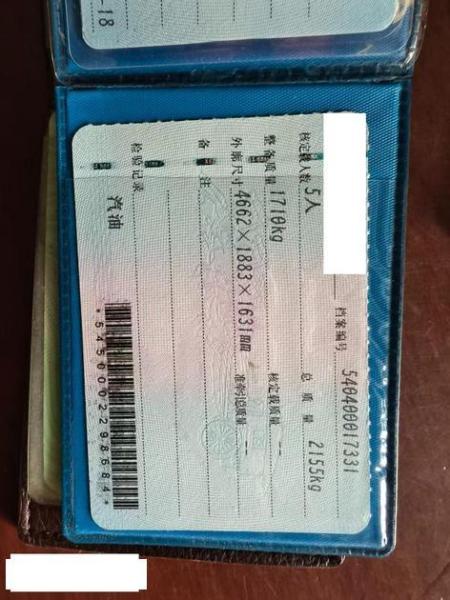 -18
档案编号 540400017331
核定载人数 5人 总质量 2155kg
整备质量 1710kg 核定载质量 --
外廓尺寸 4662×1883×1631mm 准牵引总质量 --
备注
检验记录
汽油
*5450002298684*